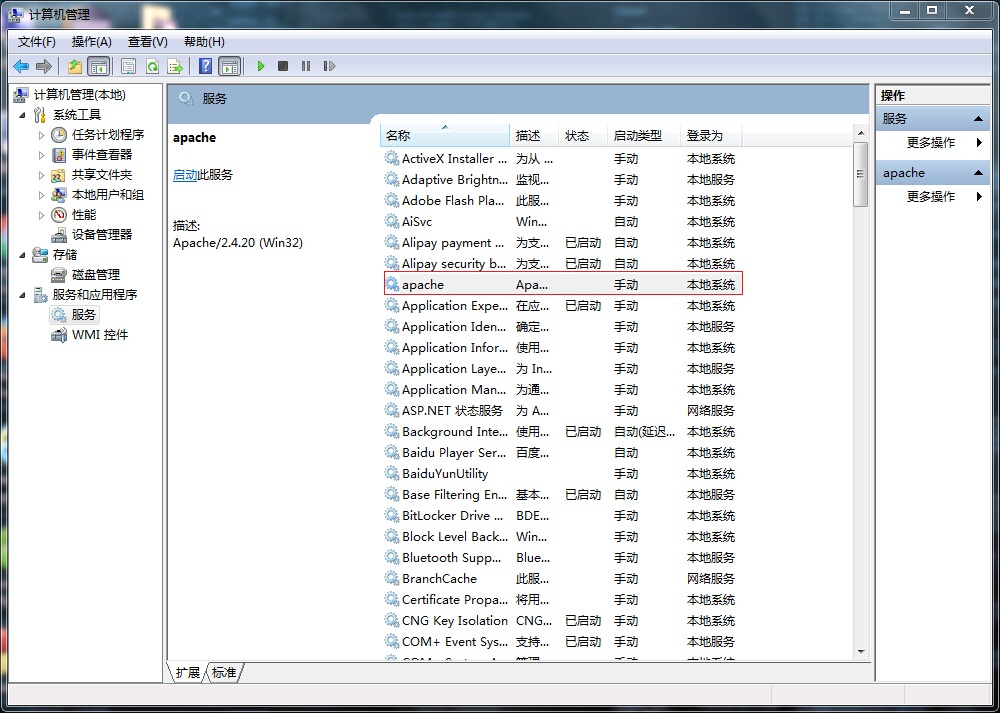 计算机管理
文件(F) 操作(A) 查看(V) 帮助(H)
计算机管理(本地)
系统工具
任务计划程序
事件查看器
共享文件夹
本地用户和组
性能
设备管理器
存储
磁盘管理
服务和应用程序
服务
WMI 控件
服务
apache
启动此服务
描述:
Apache/2.4.20 (Win32)
名称 描述 状态 启动类型 登录为
ActiveX Installer ... 为从 ... 手动 本地系统
Adaptive Brightn... 监视... 手动 本地服务
Adobe Flash Pla... 此服... 手动 本地系统
AiSvc Win... 自动 本地系统
Alipay payment ... 为支... 已启动 自动 本地系统
Alipay security b... 为支... 已启动 自动 本地系统
apache Apa... 手动 本地系统
Application Expe... 在应... 已启动 手动 本地系统
Application Iden... 确定... 手动 本地服务
Application Infor... 使用... 手动 本地系统
Application Laye... 为 In... 手动 本地服务
Application Man... 为通... 手动 本地系统
ASP.NET 状态服务 为 A... 手动 网络服务
Background Inte... 使用... 已启动 自动(延迟... 本地系统
Baidu Player Ser... 百度... 自动 本地系统
BaiduYunUtility 手动 本地系统
Base Filtering En... 基本... 已启动 自动 本地服务
BitLocker Drive ... BDE... 手动 本地系统
Block Level Back... Win... 手动 本地系统
Bluetooth Supp... Blue... 手动 本地服务
BranchCache 此服... 手动 网络服务
Certificate Propa... 将用... 手动 本地系统
CNG Key Isolation CNG... 已启动 手动 本地系统
COM+ Event Sys... 支持... 已启动 自动 本地服务
扩展 标准
操作
服务
更多操作
apache
更多操作